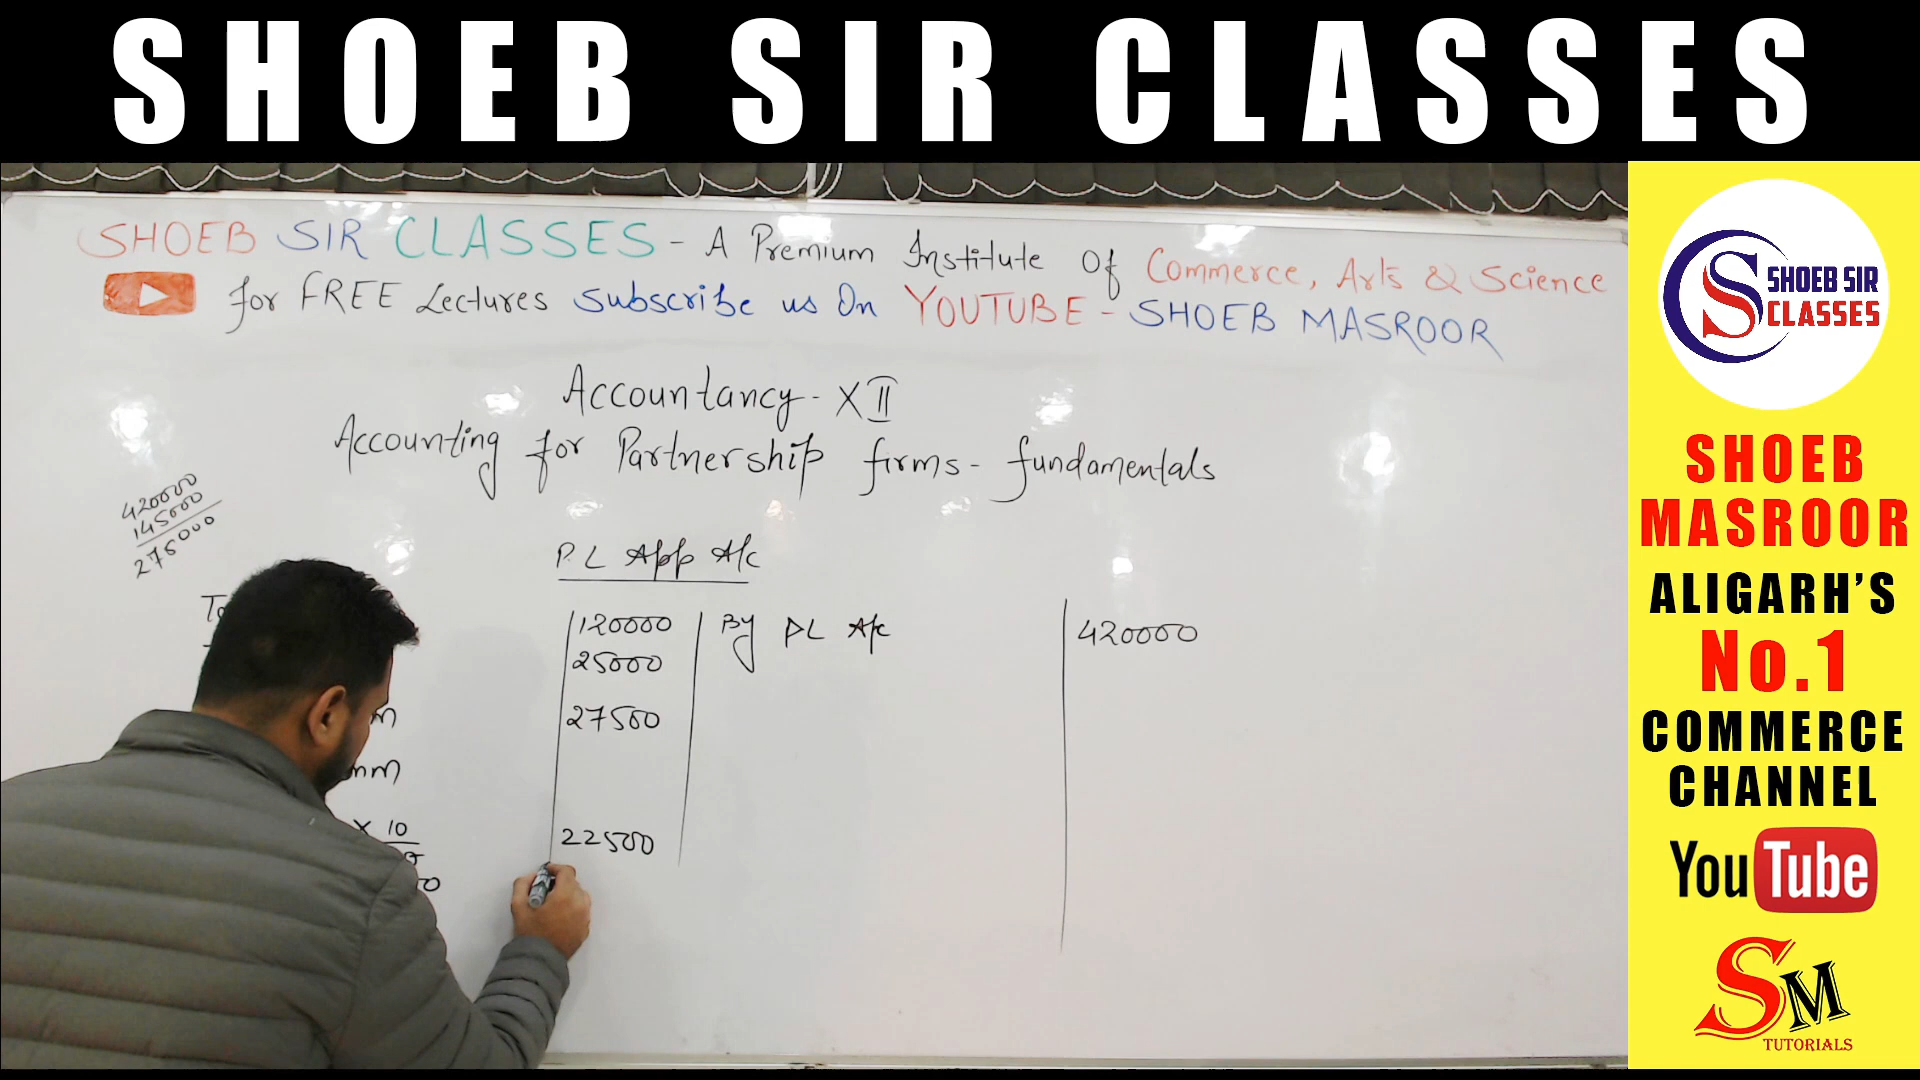 SHOEB SIR CLASSES
SHOEB SIR CLASSES - A Premium Institute Of Commerce, Arts & Science
for FREE Lectures Subscribe us On YOUTUBE - SHOEB MASROOR
Accountancy - XII
Accounting for Partnership firms - fundamentals
420000
145000
275000
P L App A/c
To
120000 By PL A/c 420000
25000
27500
22500
x 10
SHOEB SIR
CLASSES
SHOEB
MASROOR
ALIGARH'S
No.1
COMMERCE
CHANNEL
YouTube
SM
TUTORIALS